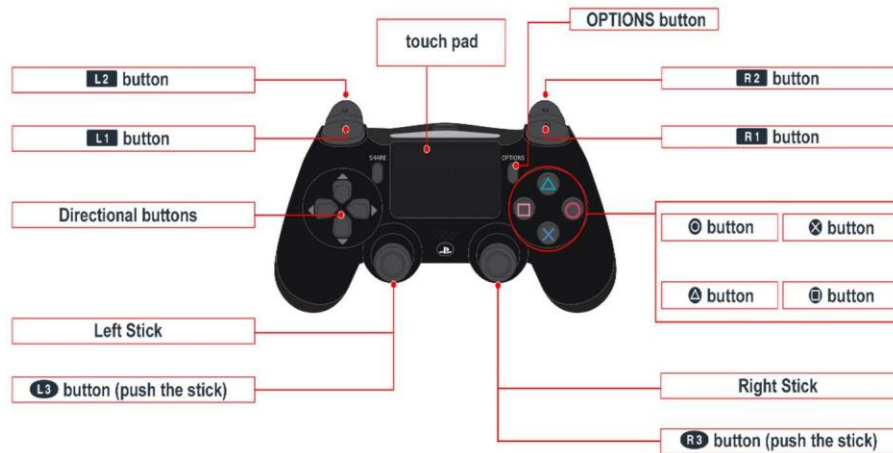 OPTIONS button
touch pad
L2 button
R2 button
L1 button
R1 button
SHARE
OPTIONS
Directional buttons
button
button
button
button
Left Stick
L3 button (push the stick)
Right Stick
R3 button (push the stick)